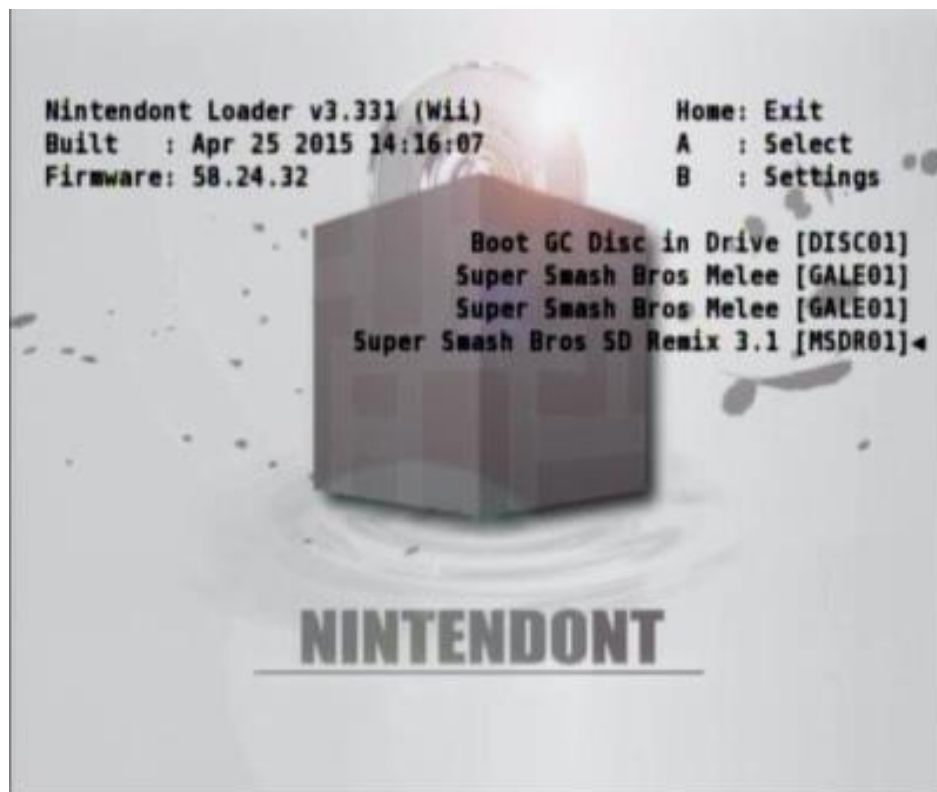 Nintendont Loader v3.331 (Wii) Home: Exit
Built : Apr 25 2015 14:16:07 A : Select
Firmware: 58.24.32 B : Settings
Boot GC Disc in Drive [DISC01]
Super Smash Bros Melee [GALE01]
Super Smash Bros Melee [GALE01]
Super Smash Bros SD Remix 3.1 [MSDR01]◄
NINTENDONT